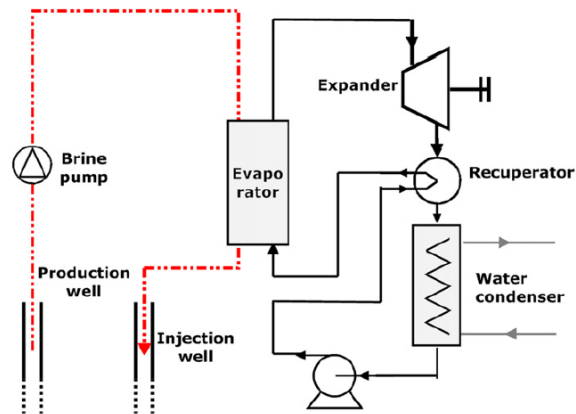 Expander
Brine
pump
Evapo
rator
Recuperator
Production
well
Water
condenser
Injection
well